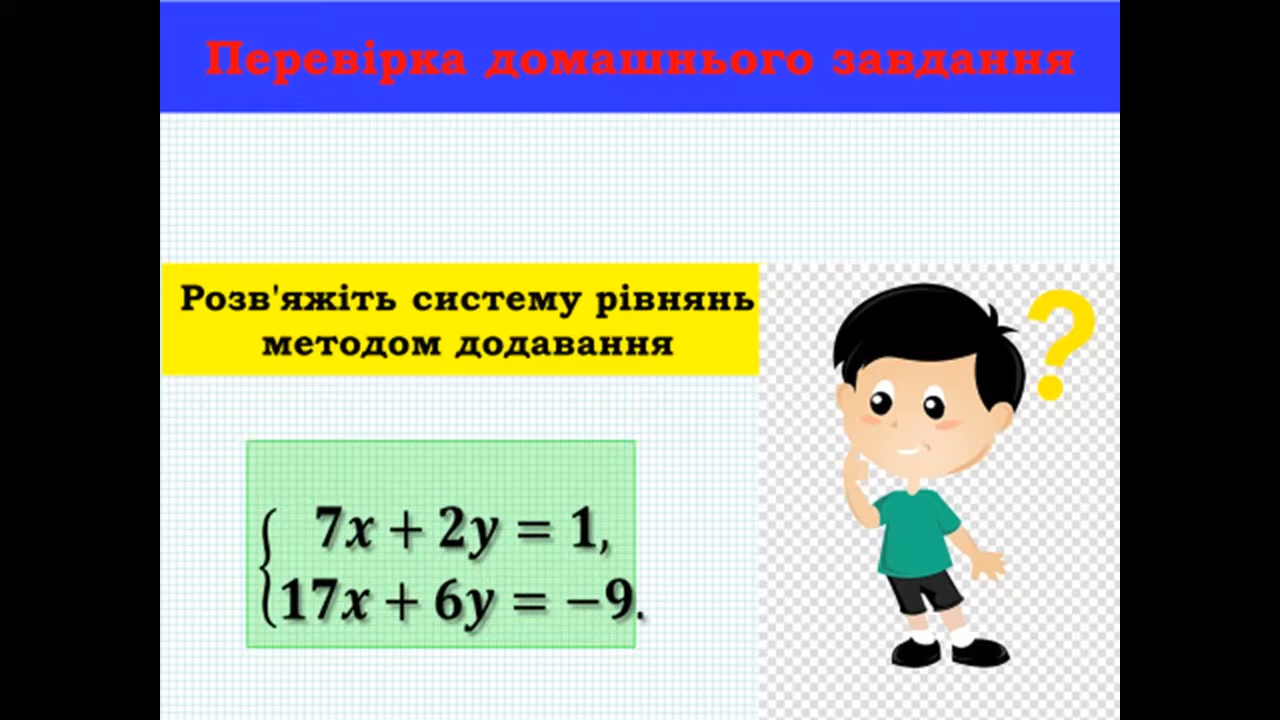 Перевірка домашнього завдання
?
Розв'яжіть систему рівнянь
методом додавання
7x + 2y = 1,
17x + 6y = −9.